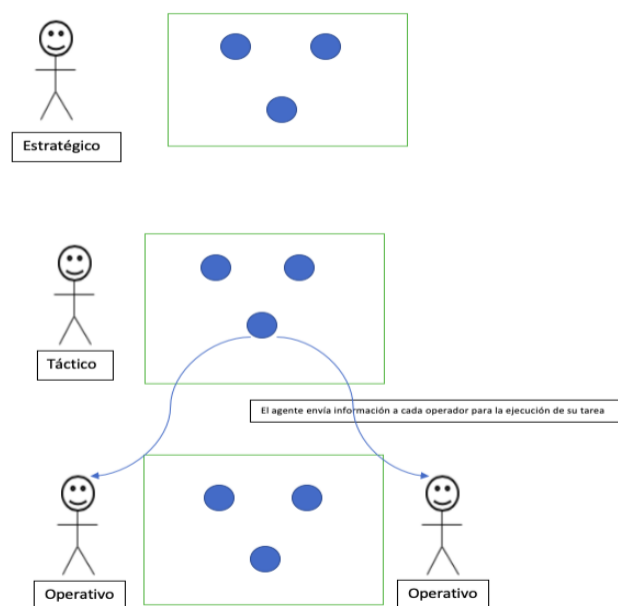 Estratégico
Táctico
El agente envía información a cada operador para la ejecución de su tarea
Operativo
Operativo